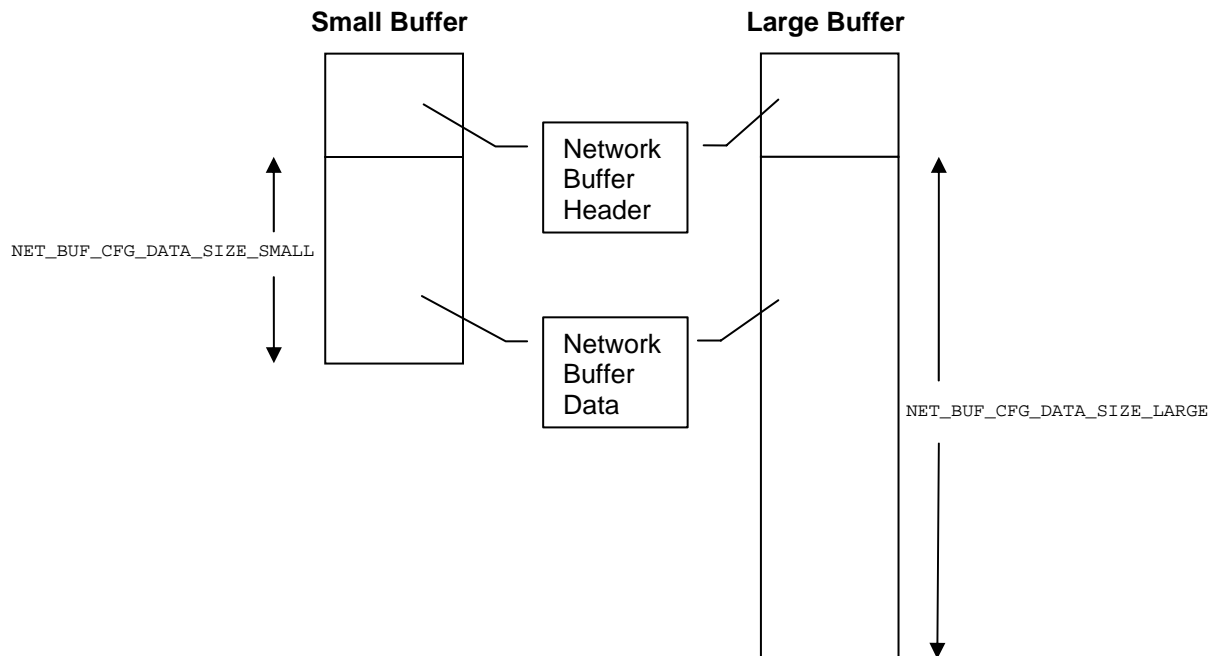 Small Buffer
Large Buffer
Network
Buffer
Header
NET_BUF_CFG_DATA_SIZE_SMALL
Network
Buffer
Data
NET_BUF_CFG_DATA_SIZE_LARGE